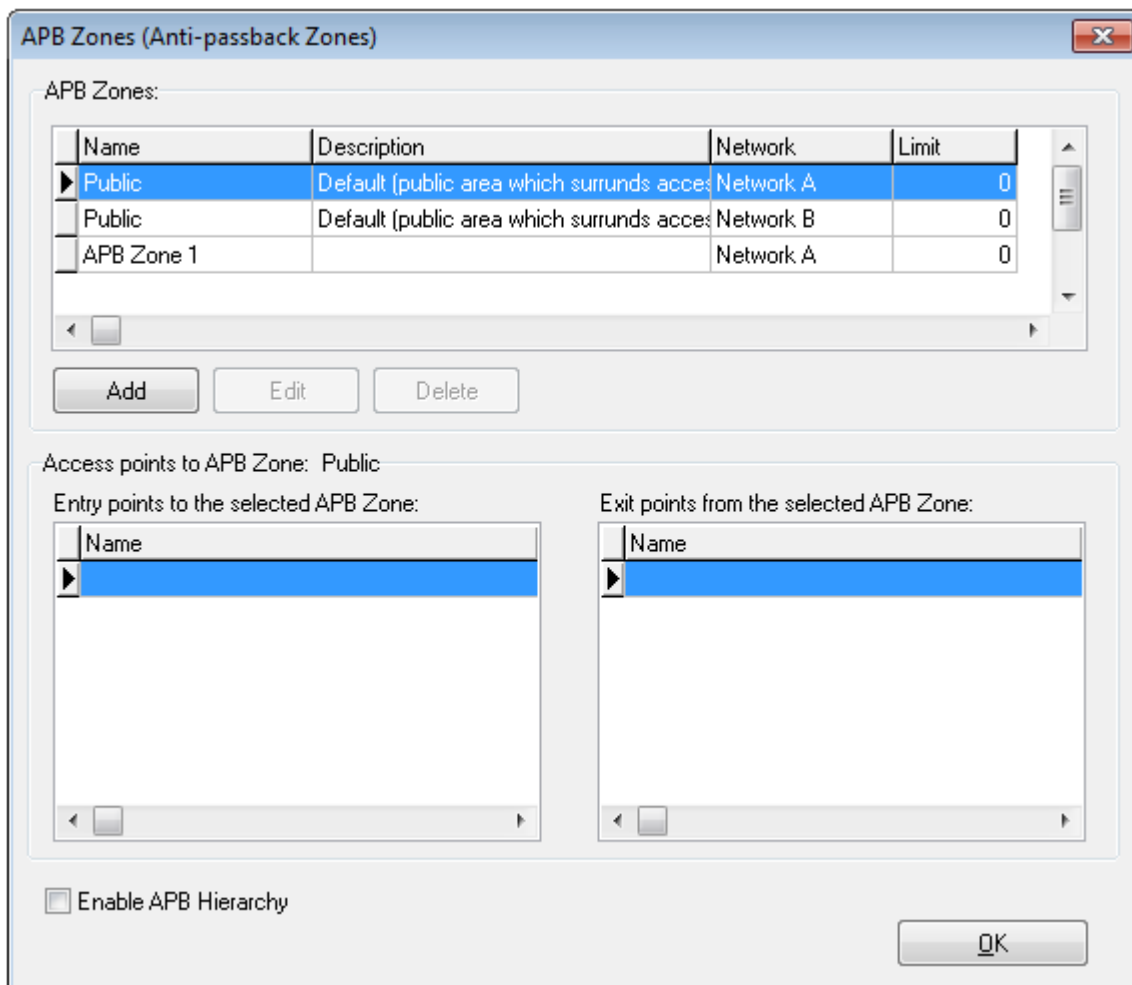 APB Zones (Anti-passback Zones)
APB Zones:
Name Description Network Limit
Public Default (public area which surrunds acces Network A 0
Public Default (public area which surrunds acces Network B 0
APB Zone 1 Network A 0
Add Edit Delete
Access points to APB Zone: Public
Entry points to the selected APB Zone: Exit points from the selected APB Zone:
Name Name
Enable APB Hierarchy
OK